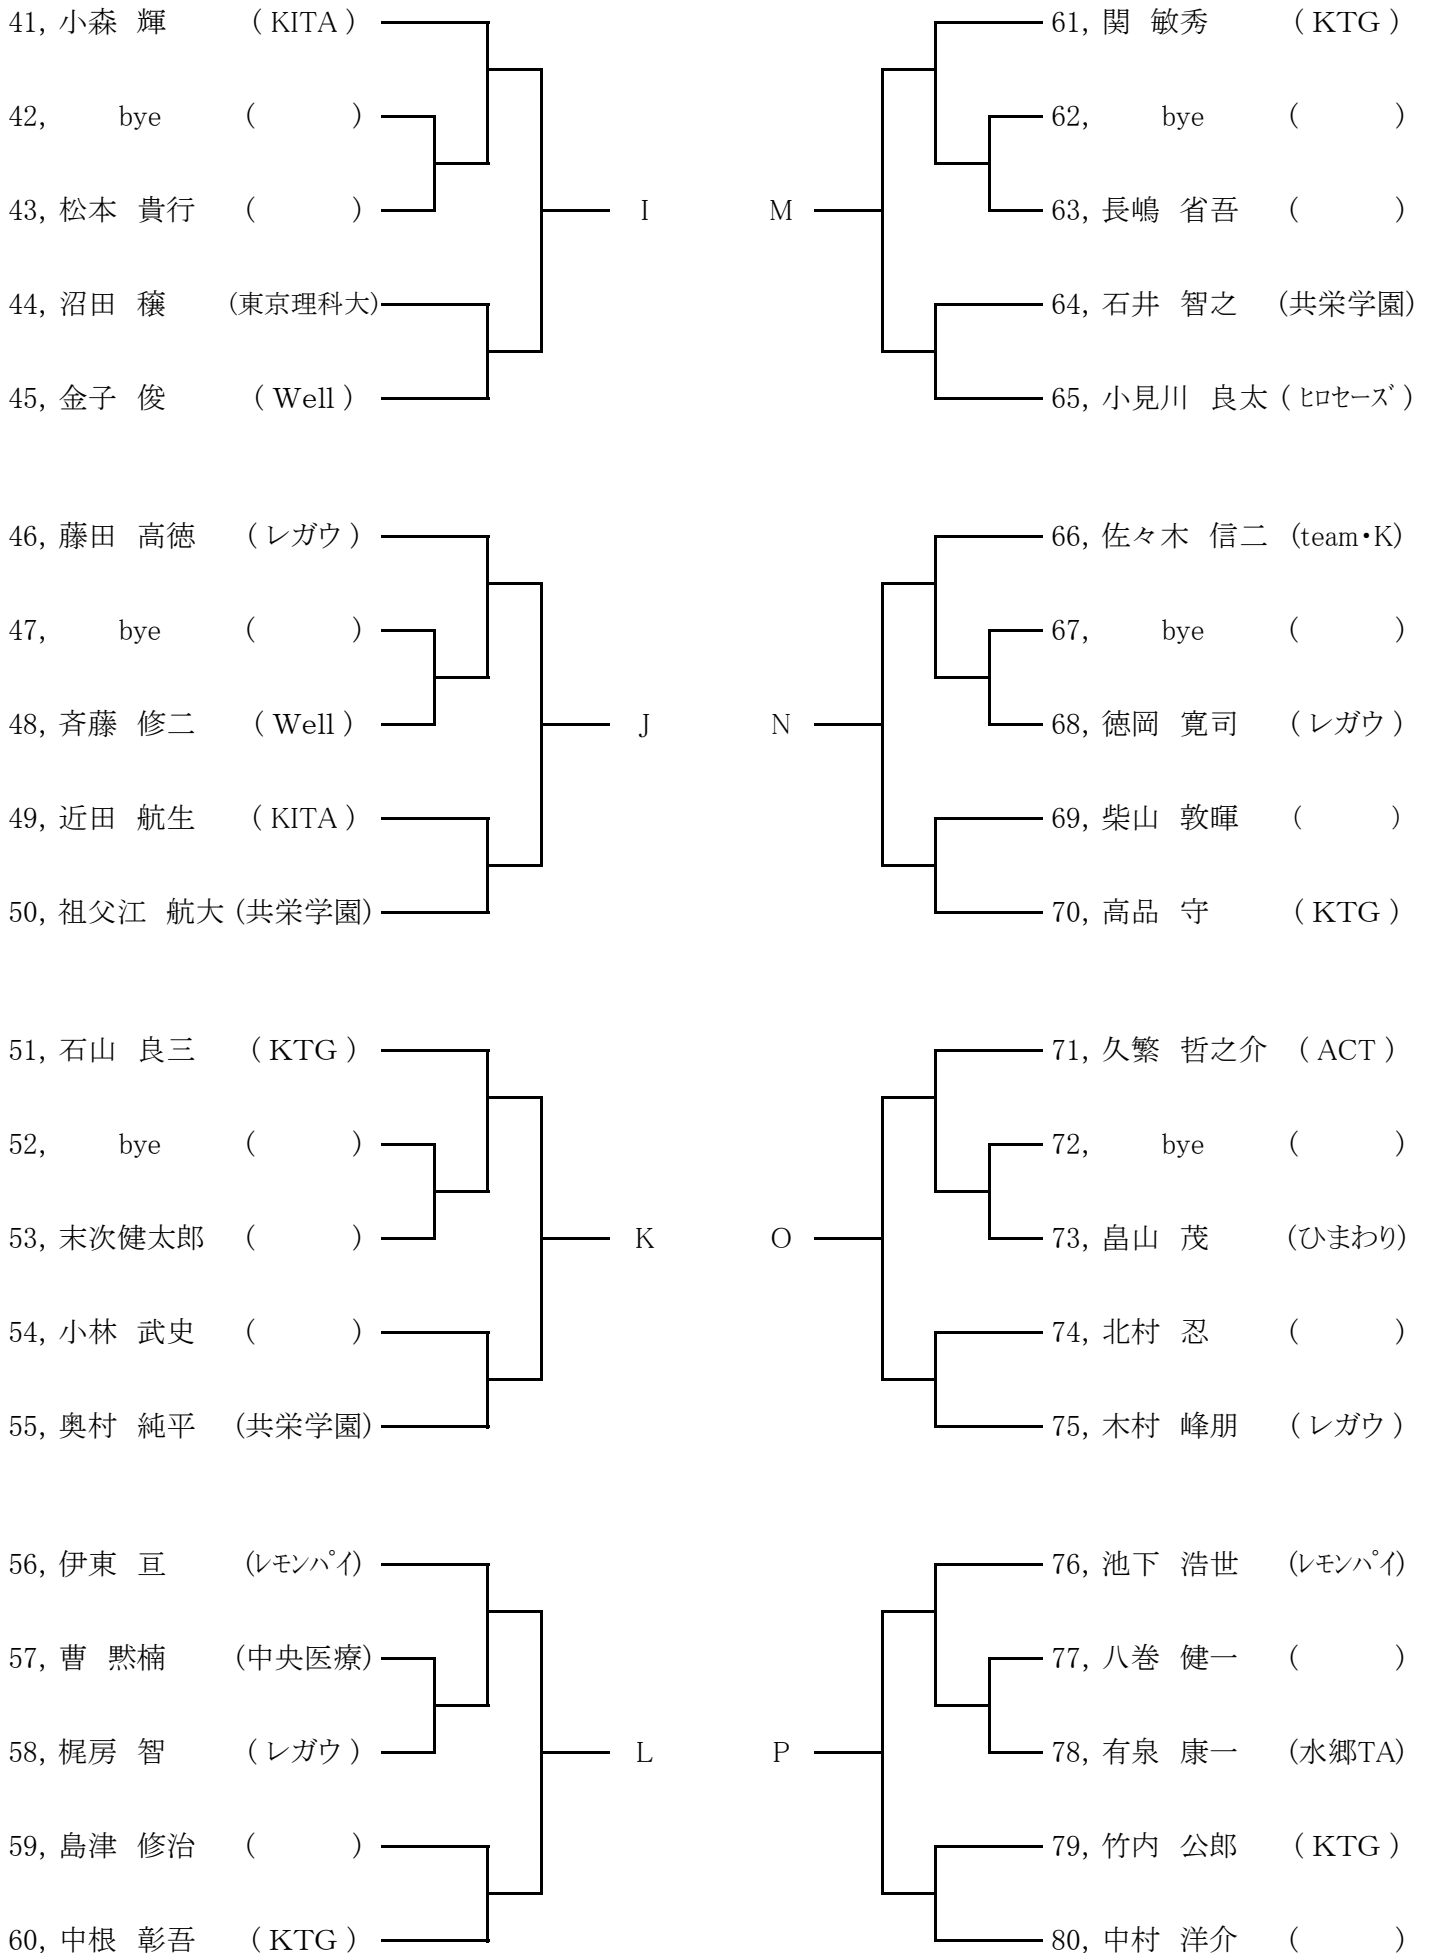 41, 小森 輝 ( KITA )
42, bye ( )
43, 松本 貴行 ( )
I
44, 沼田 穣 (東京理科大)
45, 金子 俊 ( Well )
46, 藤田 高徳 ( レガウ )
47, bye ( )
48, 斉藤 修二 ( Well )
J
49, 近田 航生 ( KITA )
50, 祖父江 航大 (共栄学園)
51, 石山 良三 ( KTG )
52, bye ( )
53, 末次健太郎 ( )
K
54, 小林 武史 ( )
55, 奥村 純平 (共栄学園)
56, 伊東 亘 (ﾚﾓﾝﾊﾟｲ)
57, 曹 黙楠 (中央医療)
58, 梶房 智 ( レガウ )
L
59, 島津 修治 ( )
60, 中根 彰吾 ( KTG )
61, 関 敏秀 ( KTG )
62, bye ( )
M
63, 長嶋 省吾 ( )
64, 石井 智之 (共栄学園)
65, 小見川 良太 ( ﾋﾛｾｰｽﾞ )
66, 佐々木 信二 (team・K)
67, bye ( )
N
68, 徳岡 寛司 ( レガウ )
69, 柴山 敦暉 ( )
70, 高品 守 ( KTG )
71, 久繁 哲之介 ( ACT )
72, bye ( )
O
73, 畠山 茂 (ひまわり)
74, 北村 忍 ( )
75, 木村 峰朋 ( レガウ )
76, 池下 浩世 (ﾚﾓﾝﾊﾟｲ)
77, 八巻 健一 ( )
P
78, 有泉 康一 (水郷TA)
79, 竹内 公郎 ( KTG )
80, 中村 洋介 ( )